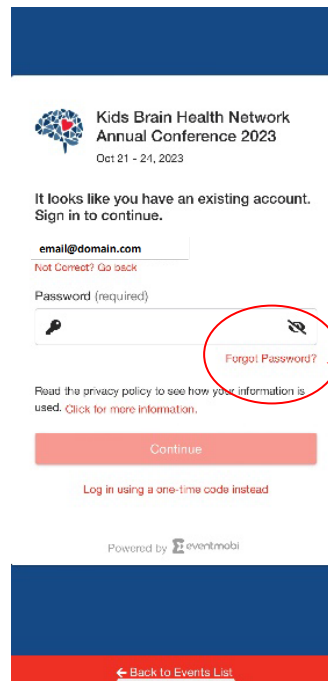 Kids Brain Health Network
Annual Conference 2023
Oct 21 - 24, 2023
It looks like you have an existing account.
Sign in to continue.
email@domain.com
Not Correct? Go back
Password (required)
Forgot Password?
Read the privacy policy to see how your information is
used. Click for more information.
Continue
Log in using a one-time code instead
Powered by eventmobi
← Back to Events List